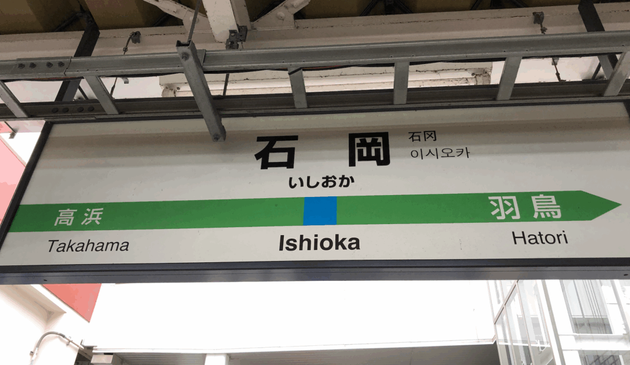 石岡
石冈
이시오카
いしおか
高浜
羽鳥
Takahama
Ishioka
Hatori